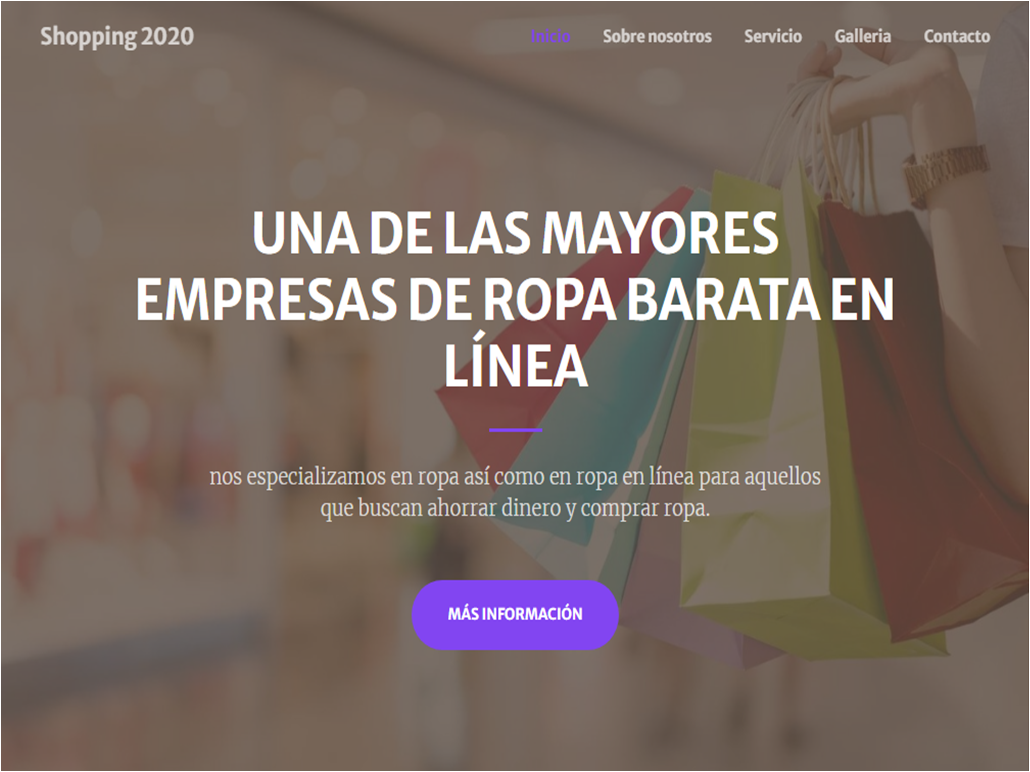 Shopping 2020
Inicio Sobre nosotros Servicio Galleria Contacto
UNA DE LAS MAYORES
EMPRESAS DE ROPA BARATA EN
LÍNEA
nos especializamos en ropa así como en ropa en línea para aquellos
que buscan ahorrar dinero y comprar ropa.
MÁS INFORMACIÓN